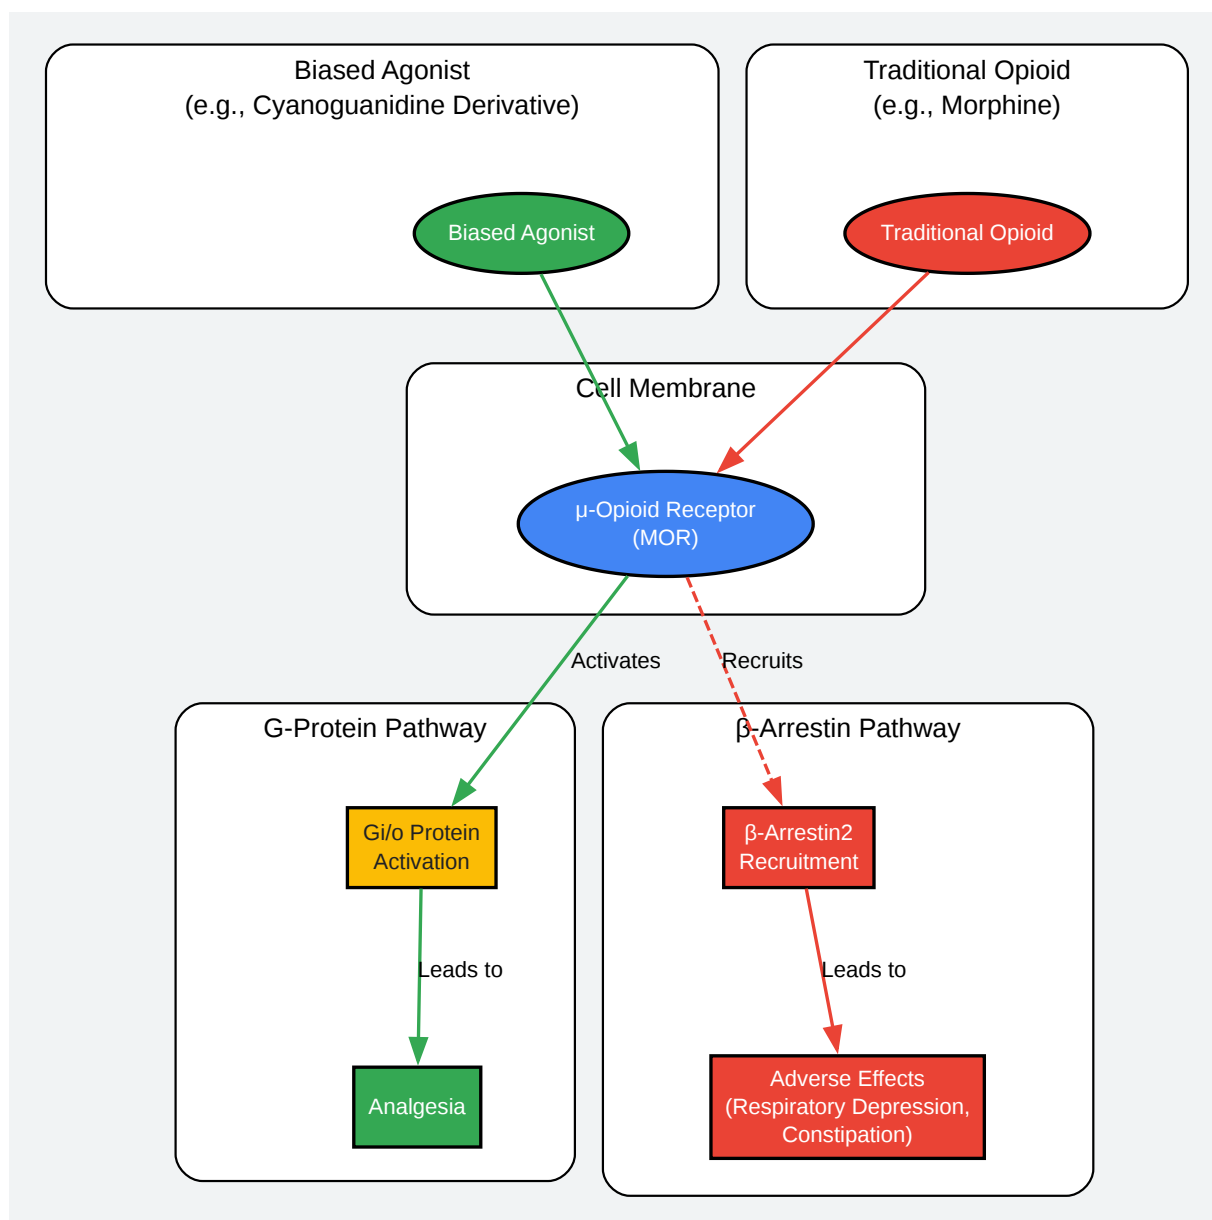 Biased Agonist
(e.g., Cyanoguanidine Derivative)
Traditional Opioid
(e.g., Morphine)
Biased Agonist
Traditional Opioid
Cell Membrane
μ-Opioid Receptor
(MOR)
Activates
Recruits
G-Protein Pathway
β-Arrestin Pathway
Gi/o Protein
Activation
β-Arrestin2
Recruitment
Leads to
Leads to
Analgesia
Adverse Effects
(Respiratory Depression,
Constipation)